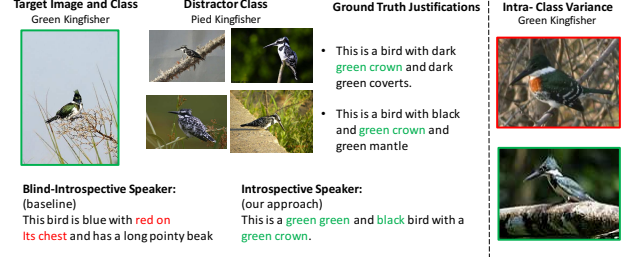 Target Image and Class
Green Kingfisher
Distractor Class
Pied Kingfisher
Ground Truth Justifications
• This is a bird with dark
green crown and dark
green coverts.
• This is a bird with black
and green crown and
green mantle
Intra- Class Variance
Green Kingfisher
Blind-Introspective Speaker:
(baseline)
This bird is blue with red on
Its chest and has a long pointy beak
Introspective Speaker:
(our approach)
This is a green green and black bird with a
green crown.